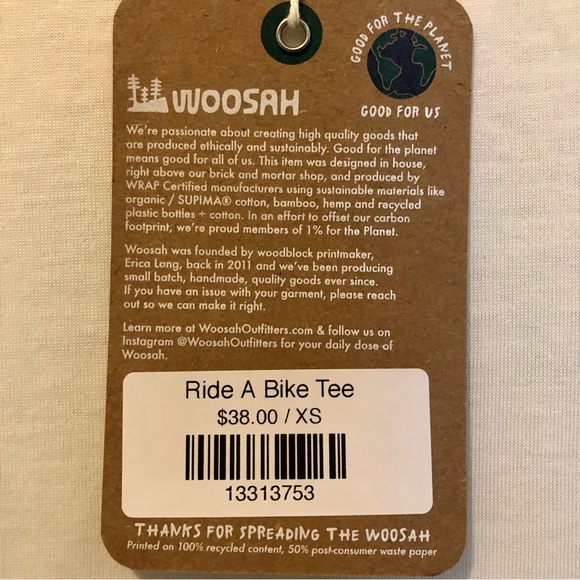 GOOD FOR THE PLANET
GOOD FOR US
WOOSAH
We're passionate about creating high quality goods that
are produced ethically and sustainably. Good for the planet
means good for all of us. This item was designed in house,
right above our brick and mortar shop, and produced by
WRAP Certified manufacturers using sustainable materials like
organic / SUPIMA® cotton, bamboo, hemp and recycled
plastic bottles + cotton. In an effort to offset our carbon
footprint, we're proud members of 1% for the Planet.
Woosah was founded by woodblock printmaker,
Erica Lang, back in 2011 and we've been producing
small batch, handmade, quality goods ever since.
If you have an issue with your garment, please reach
out so we can make it right.
Learn more at WoosahOutfitters.com & follow us on
Instagram @WoosahOutfitters for your daily dose of
Woosah.
Ride A Bike Tee
$38.00 / XS
13313753
THANKS FOR SPREADING THE WOOSAH
Printed on 100% recycled content, 50% post-consumer waste paper